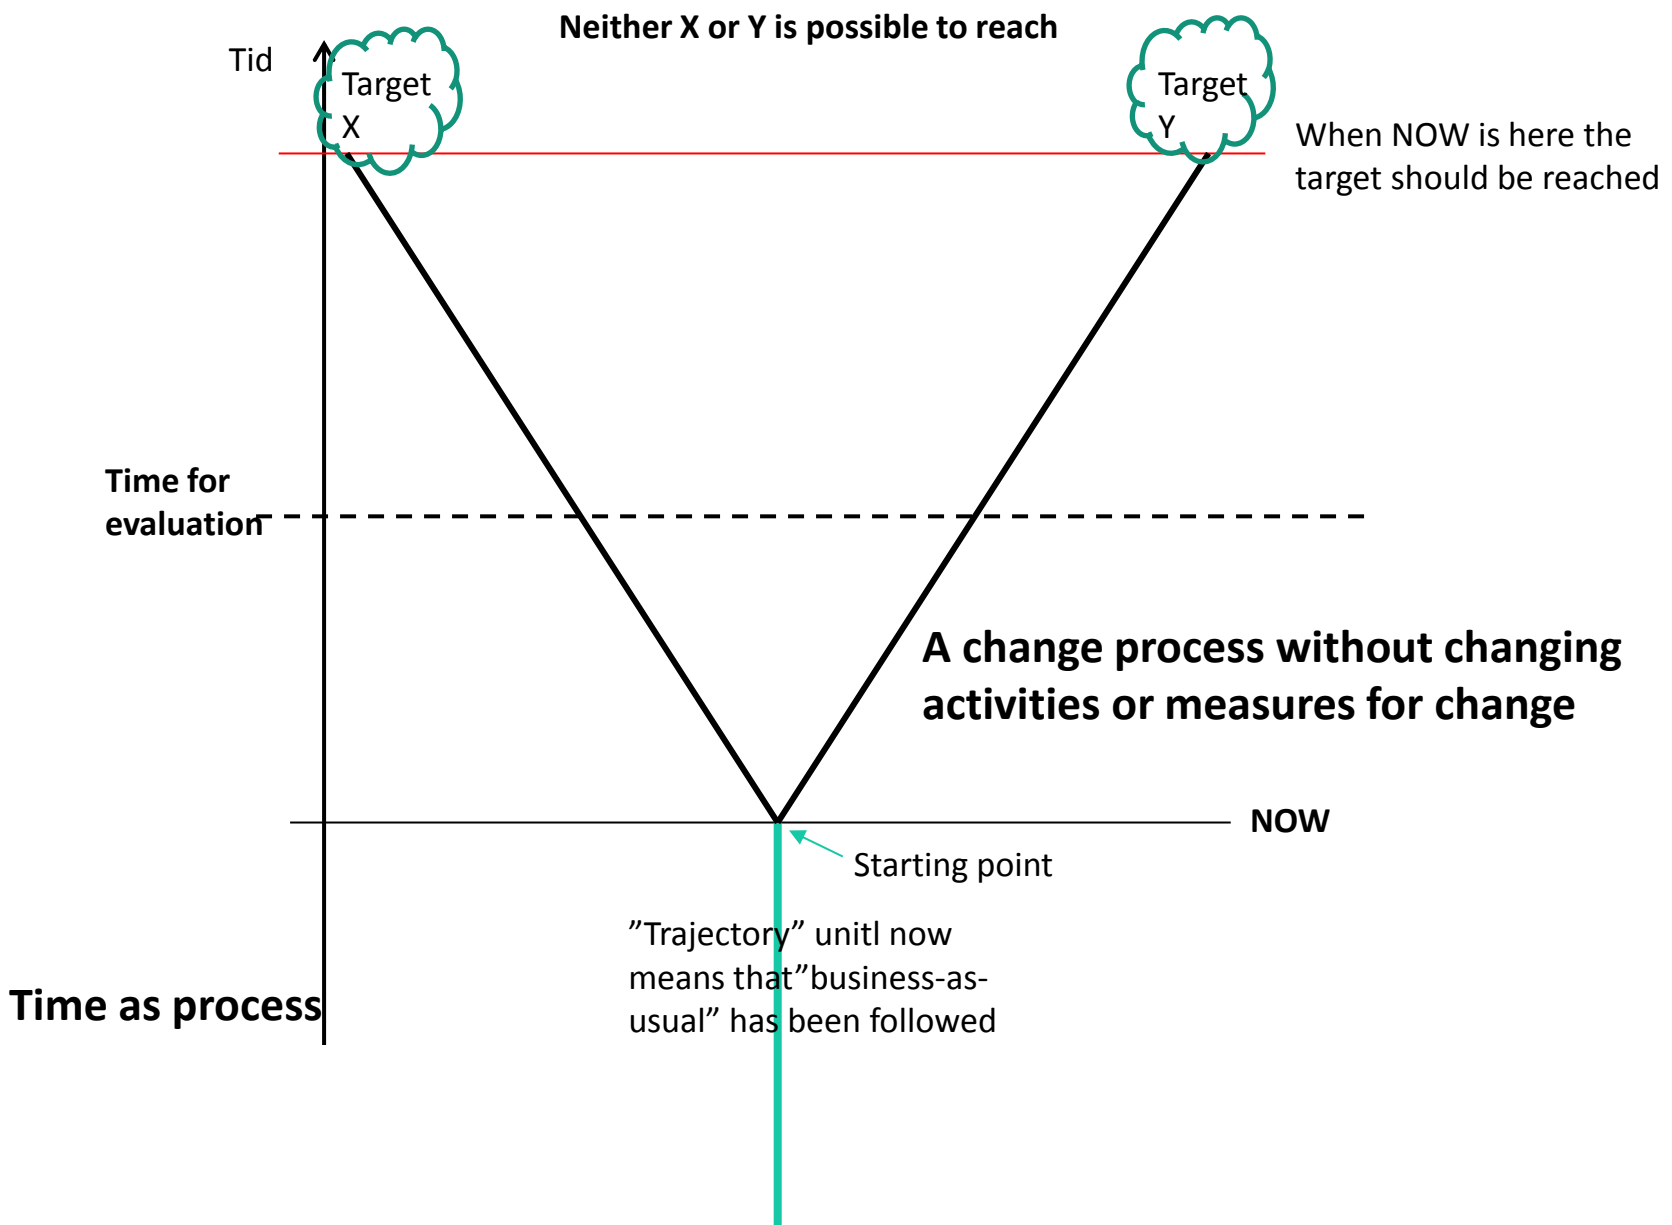 Neither X or Y is possible to reach
Tid
Target
X
Target
Y
When NOW is here the
target should be reached
Time for
evaluation
A change process without changing
activities or measures for change
NOW
Starting point
”Trajectory” unitl now
means that”business-as-
usual” has been followed
Time as process